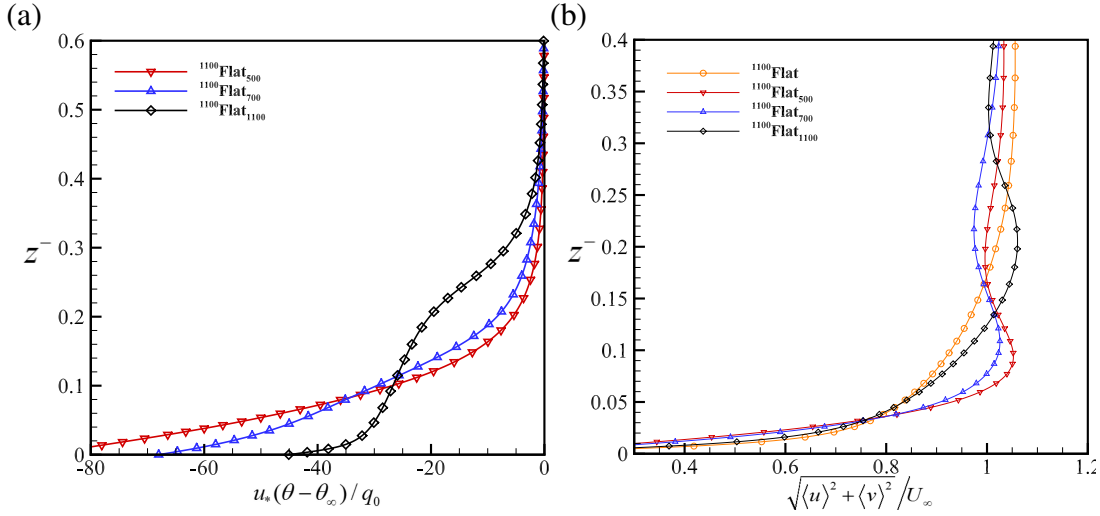 (a)
0.6
0.5
0.4
z⁻ 0.3
0.2
0.1
0
-80 -60 -40 -20 0
u*(θ−θ∞)/q₀
¹¹⁰⁰Flat₅₀₀
¹¹⁰⁰Flat₇₀₀
¹¹⁰⁰Flat₁₁₀₀
(b)
0.4
0.35
0.3
0.25
z⁻ 0.2
0.15
0.1
0.05
0
0.4 0.6 0.8 1 1.2
√⟨u⟩²+⟨v⟩²/U∞
¹¹⁰⁰Flat
¹¹⁰⁰Flat₅₀₀
¹¹⁰⁰Flat₇₀₀
¹¹⁰⁰Flat₁₁₀₀